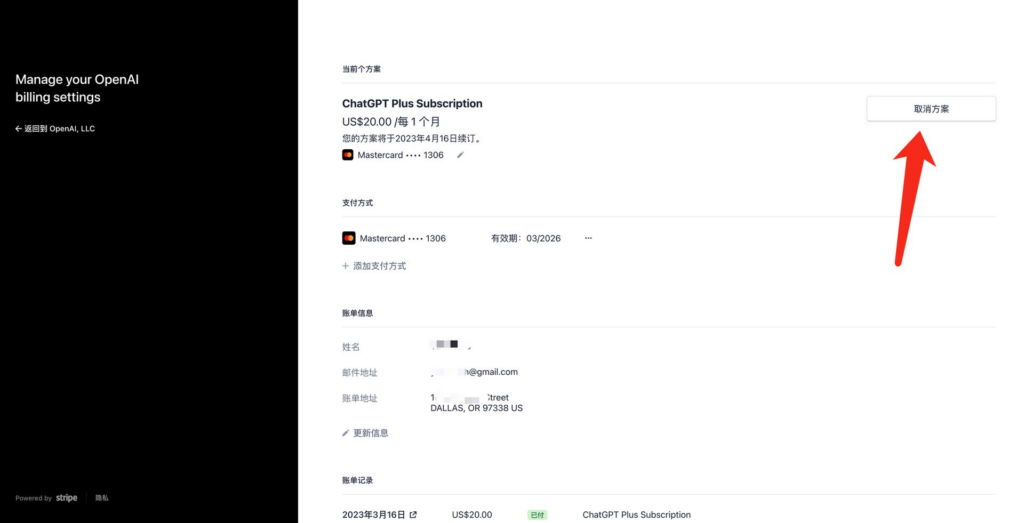 Manage your OpenAI
billing settings
← 返回到 OpenAI, LLC
Powered by stripe | 隐私
当前个方案
ChatGPT Plus Subscription
US$20.00 /每 1 个月
您的方案将于2023年4月16日续订。
Mastercard •••• 1306
取消方案
支付方式
Mastercard •••• 1306 有效期: 03/2026 ···
+ 添加支付方式
账单信息
姓名
邮件地址 h@gmail.com
账单地址
DALLAS, OR 97338 US
更新信息
账单记录
2023年3月16日 US$20.00 已付 ChatGPT Plus Subscription